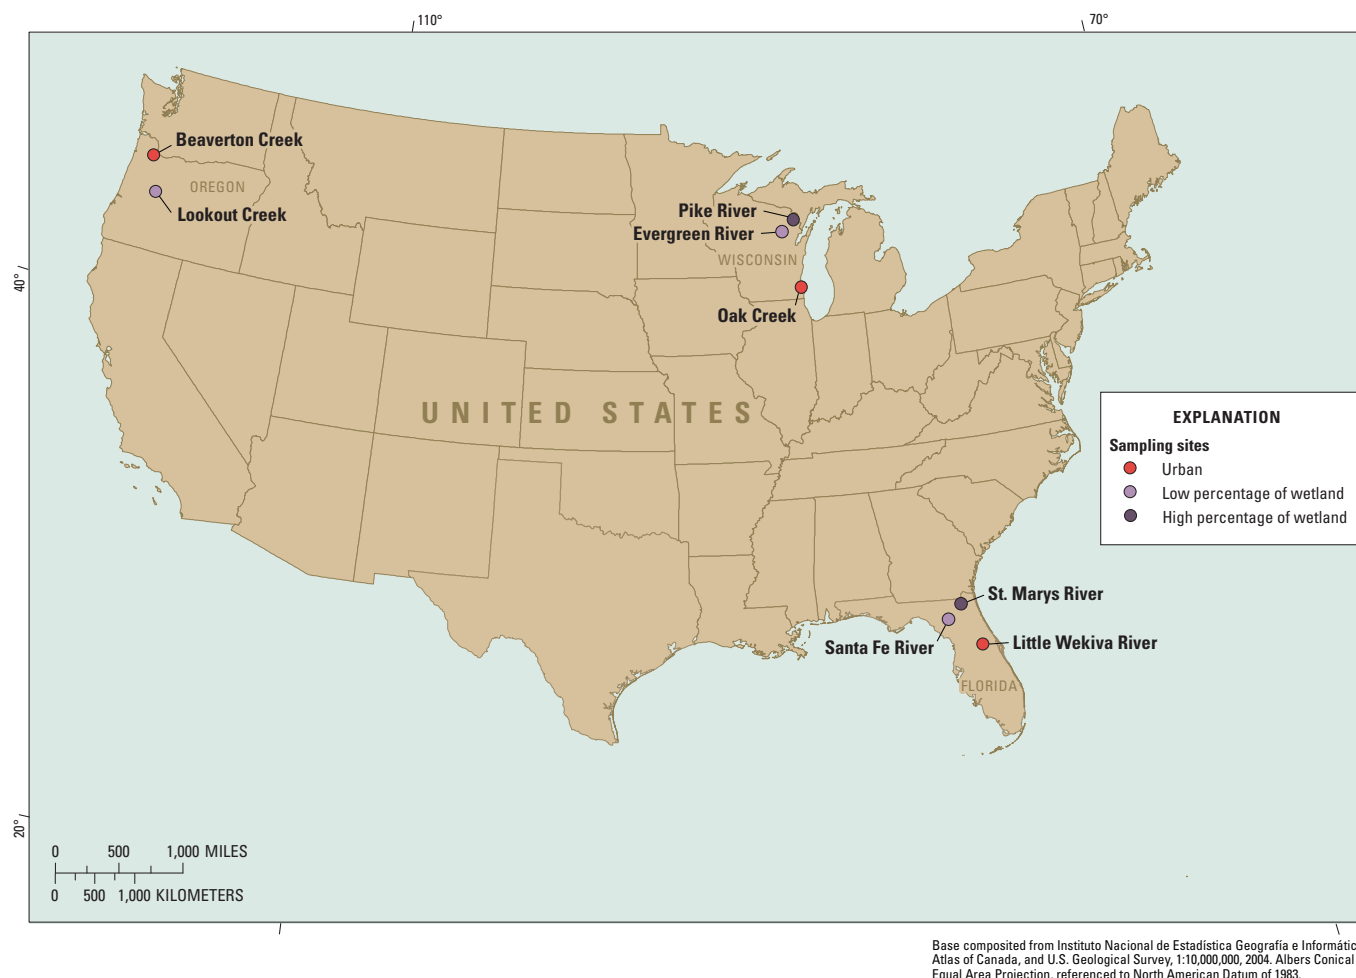 110°
70°
Beaverton Creek
OREGON
Lookout Creek
Pike River
Evergreen River
WISCONSIN
40°
Oak Creek
UNITED STATES
EXPLANATION
Sampling sites
Urban
Low percentage of wetland
High percentage of wetland
St. Marys River
Santa Fe River
Little Wekiva River
FLORIDA
20°
0 500 1,000 MILES
0 500 1,000 KILOMETERS
Base composited from Instituto Nacional de Estadística Geografía e Informátic
Atlas of Canada, and U.S. Geological Survey, 1:10,000,000, 2004. Albers Conical
Equal Area Projection, referenced to North American Datum of 1983.